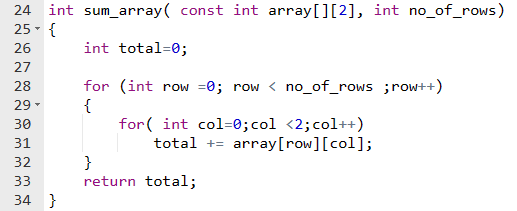 24 int sum_array( const int array[][2], int no_of_rows)
25 {
26     int total=0;
27
28     for (int row =0; row < no_of_rows ;row++)
29     {
30         for( int col=0;col <2;col++)
31             total += array[row][col];
32     }
33     return total;
34 }